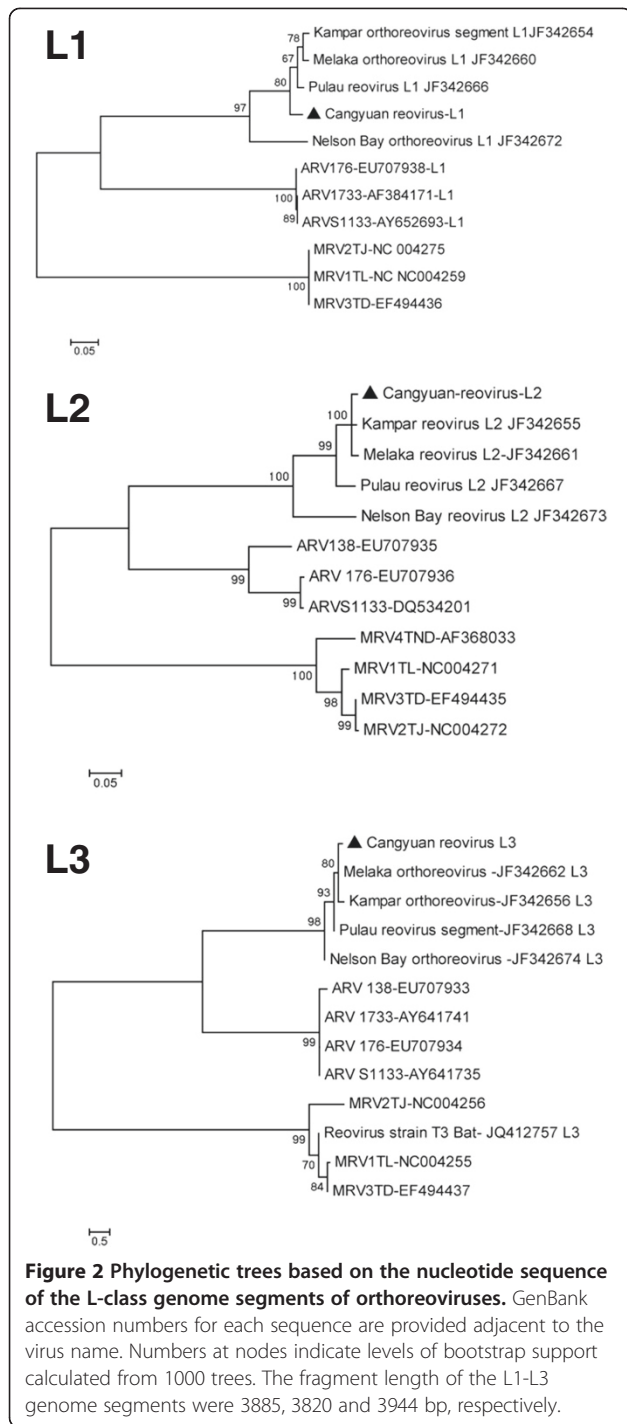 L1
78
Kampar orthoreovirus segment L1JF342654
67
Melaka orthoreovirus L1 JF342660
80
Pulau reovirus L1 JF342666
97
▲ Cangyuan reovirus-L1
Nelson Bay orthoreovirus L1 JF342672
ARV176-EU707938-L1
100
ARV1733-AF384171-L1
89
ARVS1133-AY652693-L1
MRV2TJ-NC 004275
MRV1TL-NC NC004259
100
MRV3TD-EF494436
0.05
L2
▲ Cangyuan-reovirus-L2
100
Kampar reovirus L2 JF342655
99
Melaka reovirus L2-JF342661
100
Pulau reovirus L2 JF342667
Nelson Bay reovirus L2 JF342673
ARV138-EU707935
99
ARV 176-EU707936
99
ARVS1133-DQ534201
MRV4TND-AF368033
100
MRV1TL-NC004271
98
MRV3TD-EF494435
99
MRV2TJ-NC004272
0.05
L3
▲ Cangyuan reovirus L3
80
Melaka orthoreovirus -JF342662 L3
93
Kampar orthoreovirus-JF342656 L3
98
Pulau reovirus segment-JF342668 L3
Nelson Bay orthoreovirus -JF342674 L3
ARV 138-EU707933
ARV 1733-AY641741
99
ARV 176-EU707934
ARV S1133-AY641735
MRV2TJ-NC004256
99
Reovirus strain T3 Bat- JQ412757 L3
70
MRV1TL-NC004255
84
MRV3TD-EF494437
0.5
Figure 2 Phylogenetic trees based on the nucleotide sequence
of the L-class genome segments of orthoreoviruses. GenBank
accession numbers for each sequence are provided adjacent to the
virus name. Numbers at nodes indicate levels of bootstrap support
calculated from 1000 trees. The fragment length of the L1-L3
genome segments were 3885, 3820 and 3944 bp, respectively.